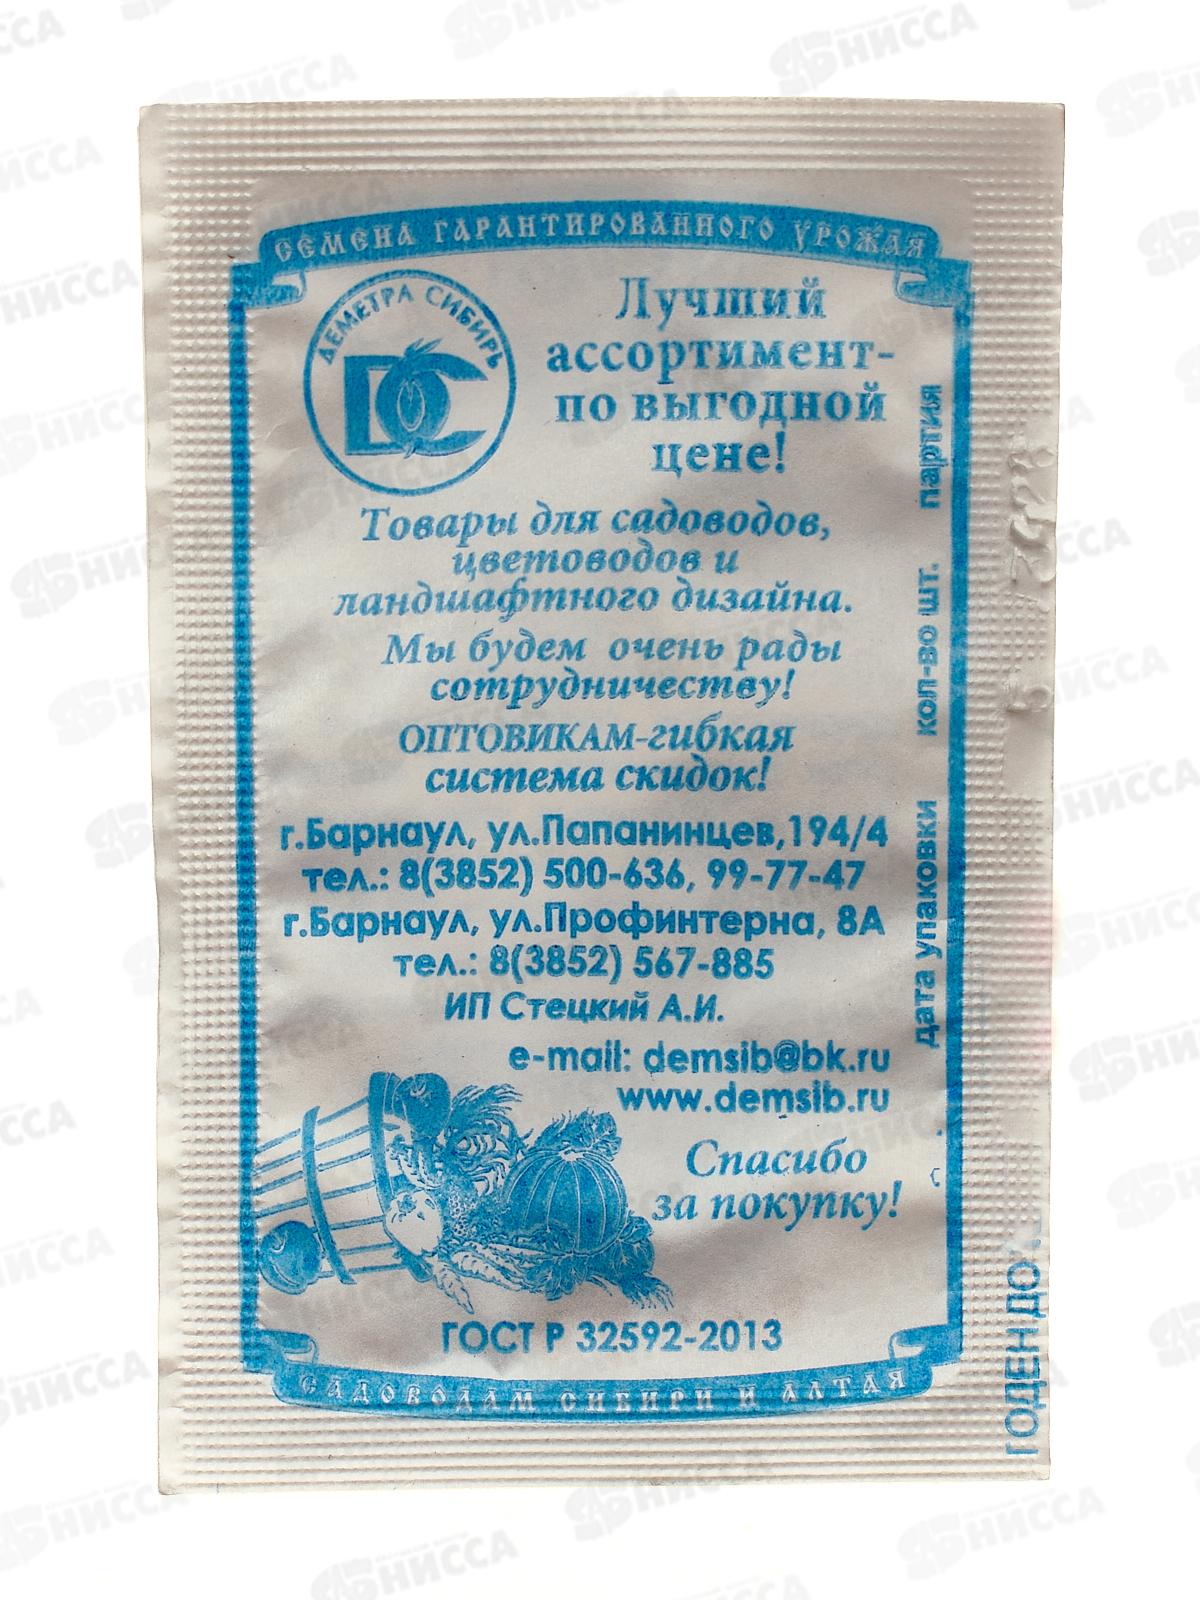 СЕМЕНА ГАРАНТИРОВАННОГО УРОЖАЯ
ДЕМЕТРА СИБИРЬ
DC
Лучший
ассортимент-
по выгодной
цене!
Товары для садоводов,
цветоводов и
ландшафтного дизайна.
Мы будем очень рады
сотрудничеству!
ОПТОВИКАМ-гибкая
система скидок!
г.Барнаул, ул.Папанинцев,194/4
тел.: 8(3852) 500-636, 99-77-47
г.Барнаул, ул.Профинтерна, 8А
тел.: 8(3852) 567-885
ИП Стецкий А.И.
e-mail: demsib@bk.ru
www.demsib.ru
Спасибо
за покупку!
ГОСТ Р 32592-2013
САДОВОДАМ СИБИРИ И АЛТАЯ
дата упаковки кол-во шт. партия
ГОДЕН ДО
НИССА